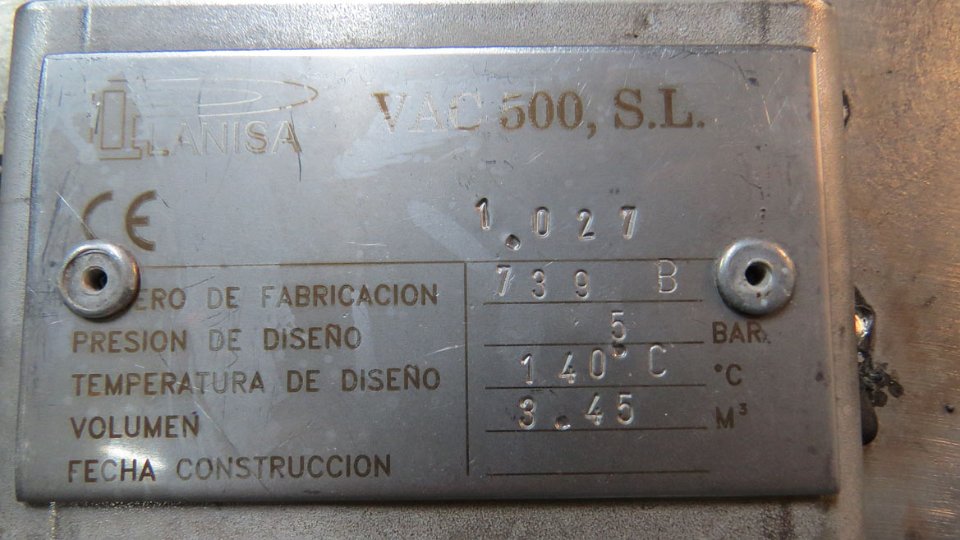 LANISA VAC 500, S.L.
CE 1.027
ERO DE FABRICACION 739 B
PRESION DE DISEÑO 5 BAR.
TEMPERATURA DE DISEÑO 140°C °C
VOLUMEN 3.45 M³
FECHA CONSTRUCCION